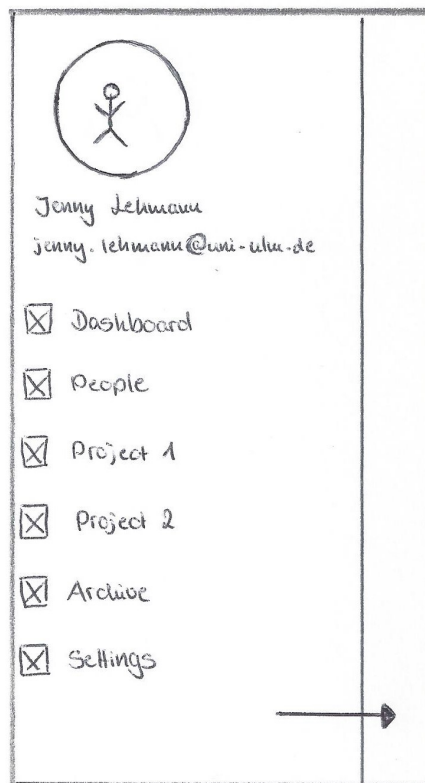 Jenny Lehmann
jenny.lehmann@uni-ulm.de
Dashboard
People
Project 1
Project 2
Archive
Settings